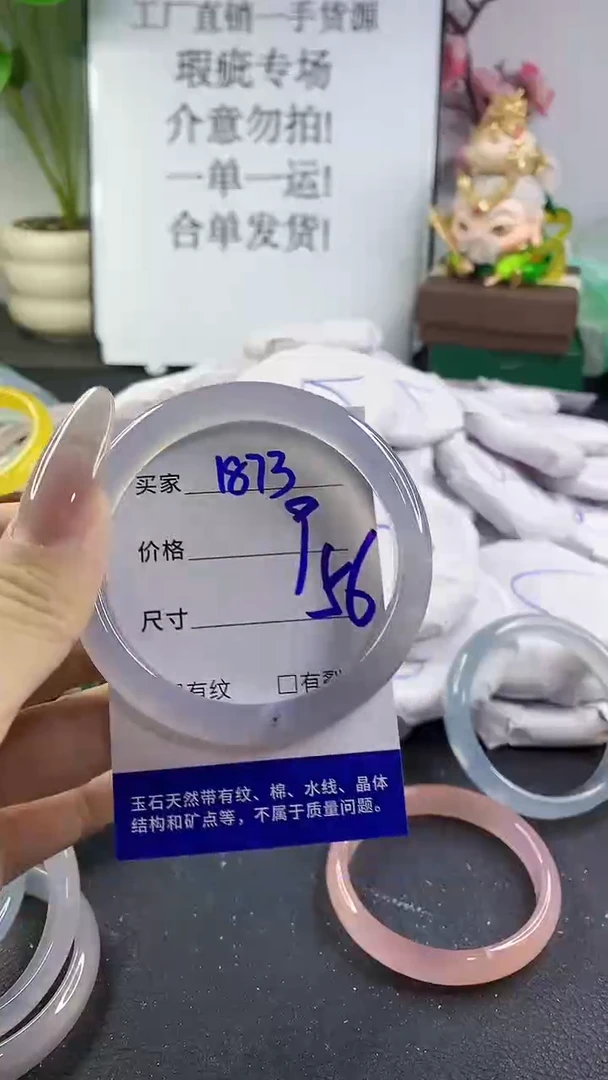 工厂直销一手货源
瑕疵专场
介意勿拍!
一单一运!
合单发货!
买家 1873
价格
尺寸 56
有纹 □有裂
玉石天然带有纹、棉、水线、晶体
结构和矿点等，不属于质量问题。